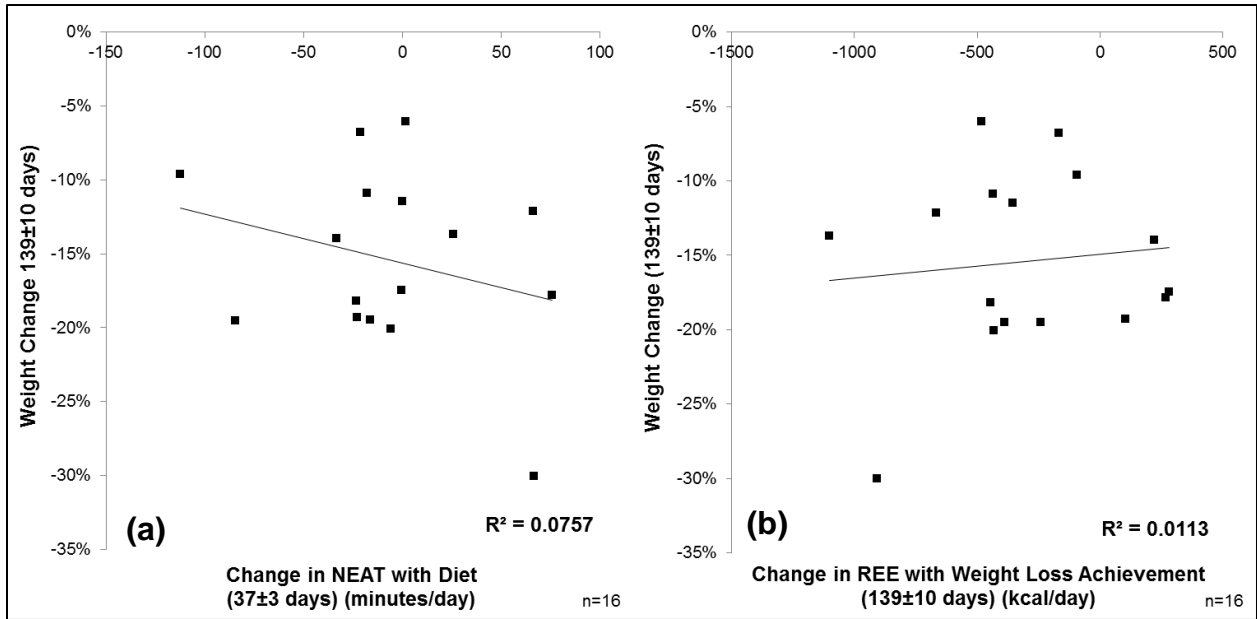 0%
-150 -100 -50 0 50 100
-5%
-10%
-15%
-20%
-25%
-30%
-35%
Weight Change 139±10 days)
(a)
R² = 0.0757
Change in NEAT with Diet
(37±3 days) (minutes/day)
n=16
0%
-1500 -1000 -500 0 500
-5%
-10%
-15%
-20%
-25%
-30%
-35%
Weight Change (139±10 days)
(b)
R² = 0.0113
Change in REE with Weight Loss Achievement
(139±10 days) (kcal/day)
n=16